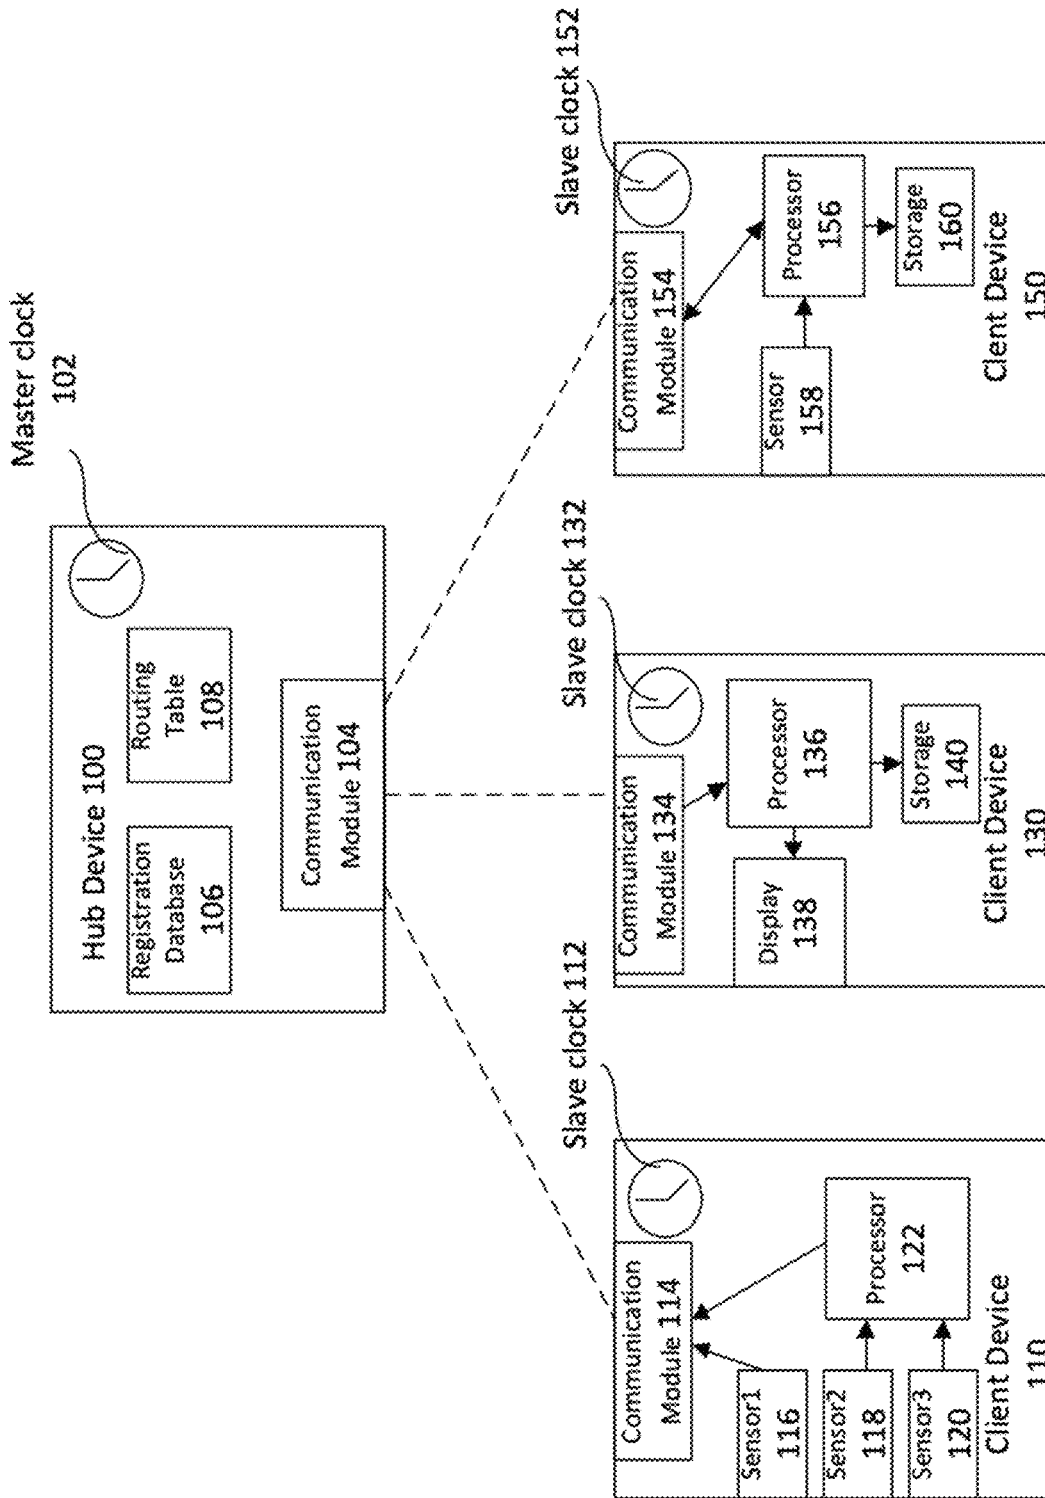 Master clock
102
Hub Device 100
Registration
Database
106
Routing
Table
108
Communication
Module 104
Slave clock 112
Communication
Module 114
Sensor1
116
Sensor2
118
Sensor3
120
Processor
122
Client Device
110
Slave clock 132
Communication
Module 134
Processor
136
Display
138
Storage
140
Client Device
130
Slave clock 152
Communication
Module 154
Processor
156
Sensor
158
Storage
160
Clent Device
150